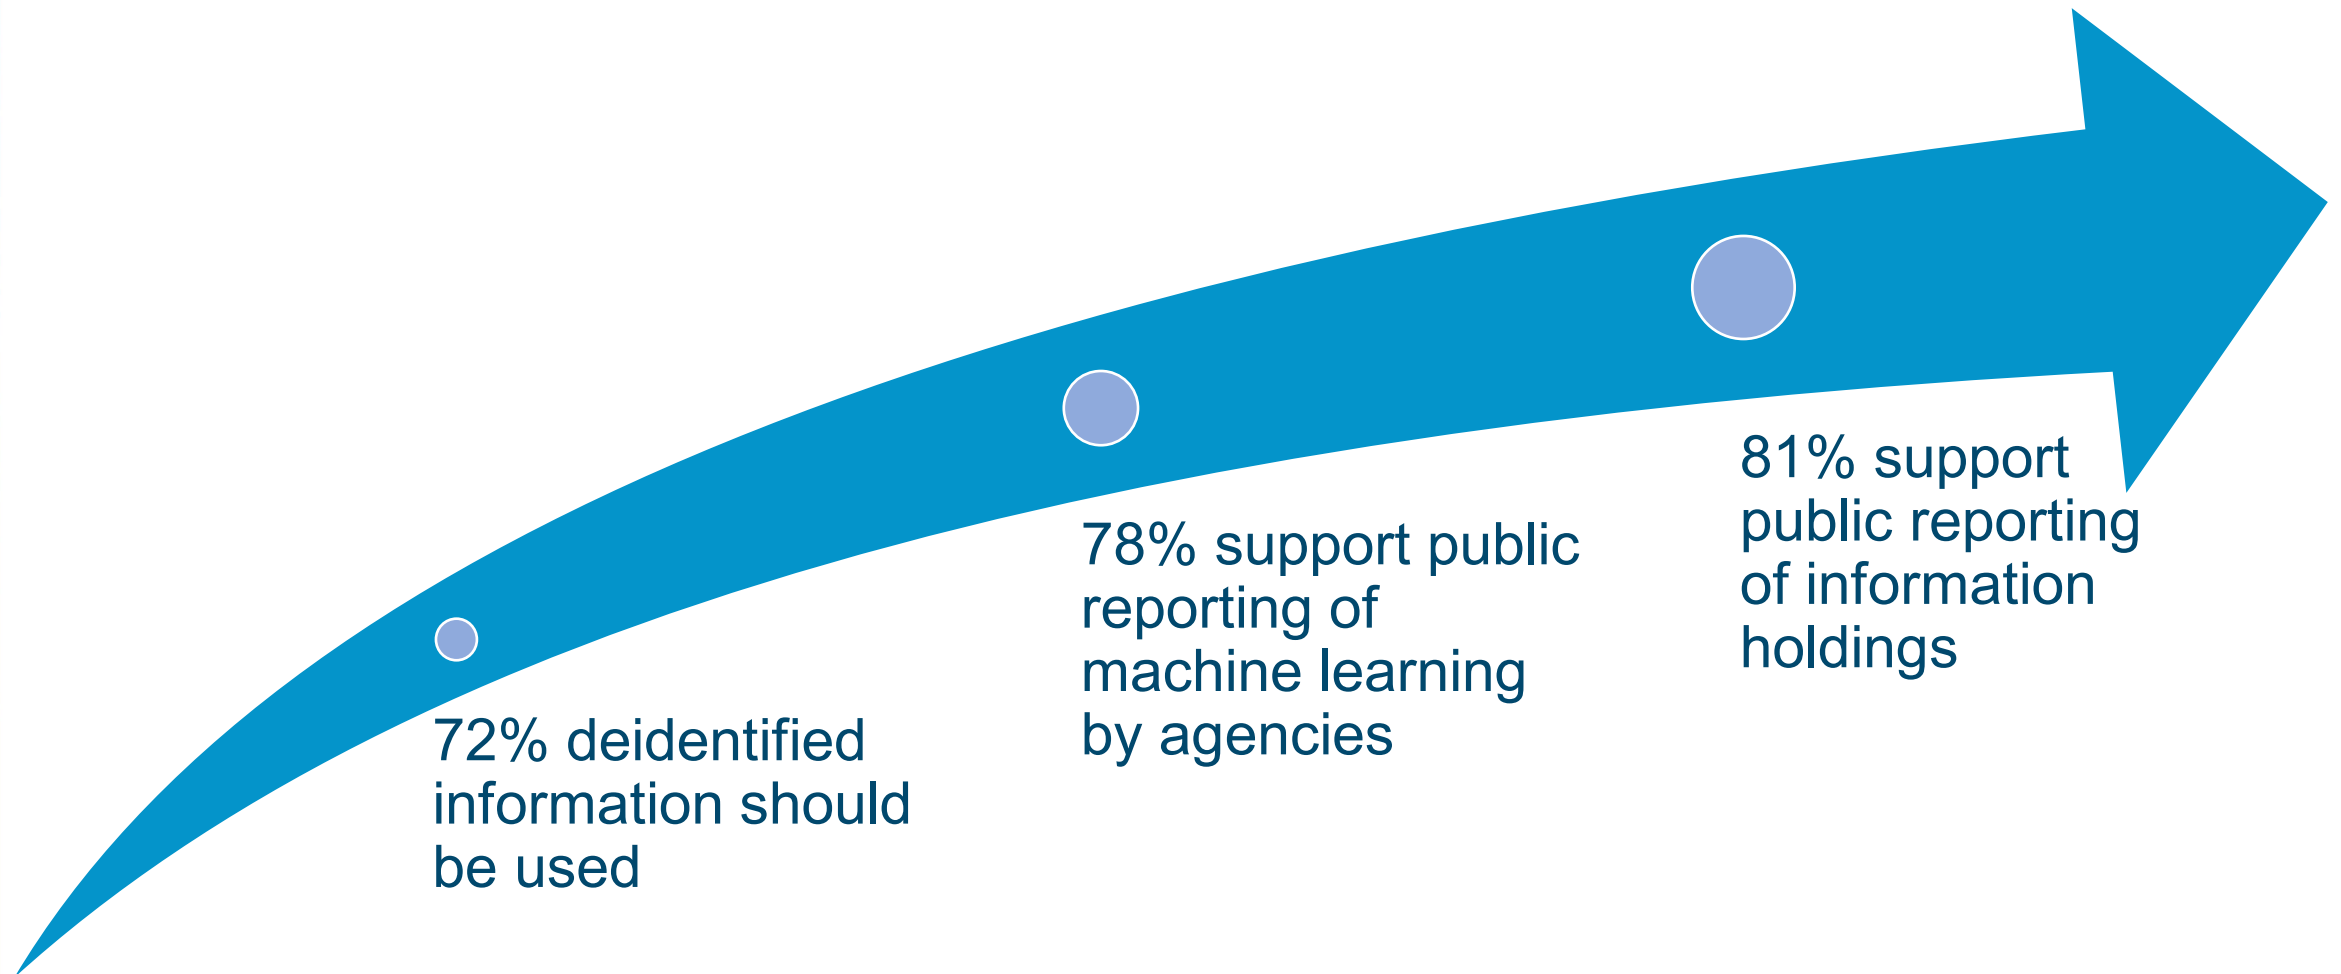 72% deidentified
information should
be used
78% support public
reporting of
machine learning
by agencies
81% support
public reporting
of information
holdings